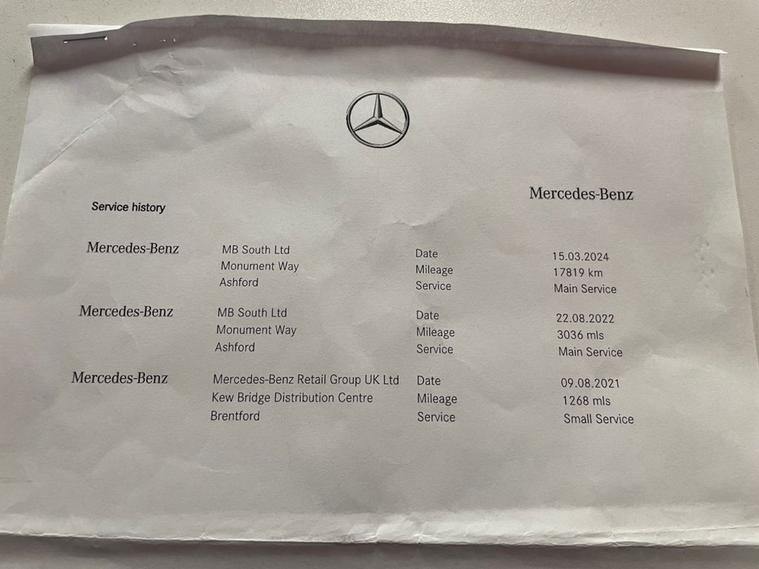 Mercedes-Benz
Service history
Mercedes-Benz MB South Ltd Date 15.03.2024
Monument Way Mileage 17819 km
Ashford Service Main Service
Mercedes-Benz MB South Ltd Date 22.08.2022
Monument Way Mileage 3036 mls
Ashford Service Main Service
Mercedes-Benz Mercedes-Benz Retail Group UK Ltd Date 09.08.2021
Kew Bridge Distribution Centre Mileage 1268 mls
Brentford Service Small Service